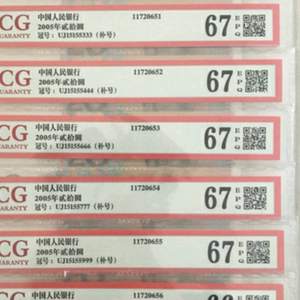 CG
UARANTY
中国人民银行 11720651
2005年贰拾圆
冠号：UJ15155333（补号）
67 EPQ
CG
UARANTY
中国人民银行 11720652
2005年贰拾圆
冠号：UJ15155444（补号）
67 EPQ
CG
UARANTY
中国人民银行 11720653
2005年贰拾圆
冠号：UJ15155666（补号）
67 EPQ
CG
ARANTY
中国人民银行 11720654
2005年贰拾圆
冠号：UJ15155777（补号）
67 EPQ
CG
ARANTY
中国人民银行 11720655
2005年贰拾圆
冠号：UJ15155999（补号）
67 EPQ
中国人民银行 11720656